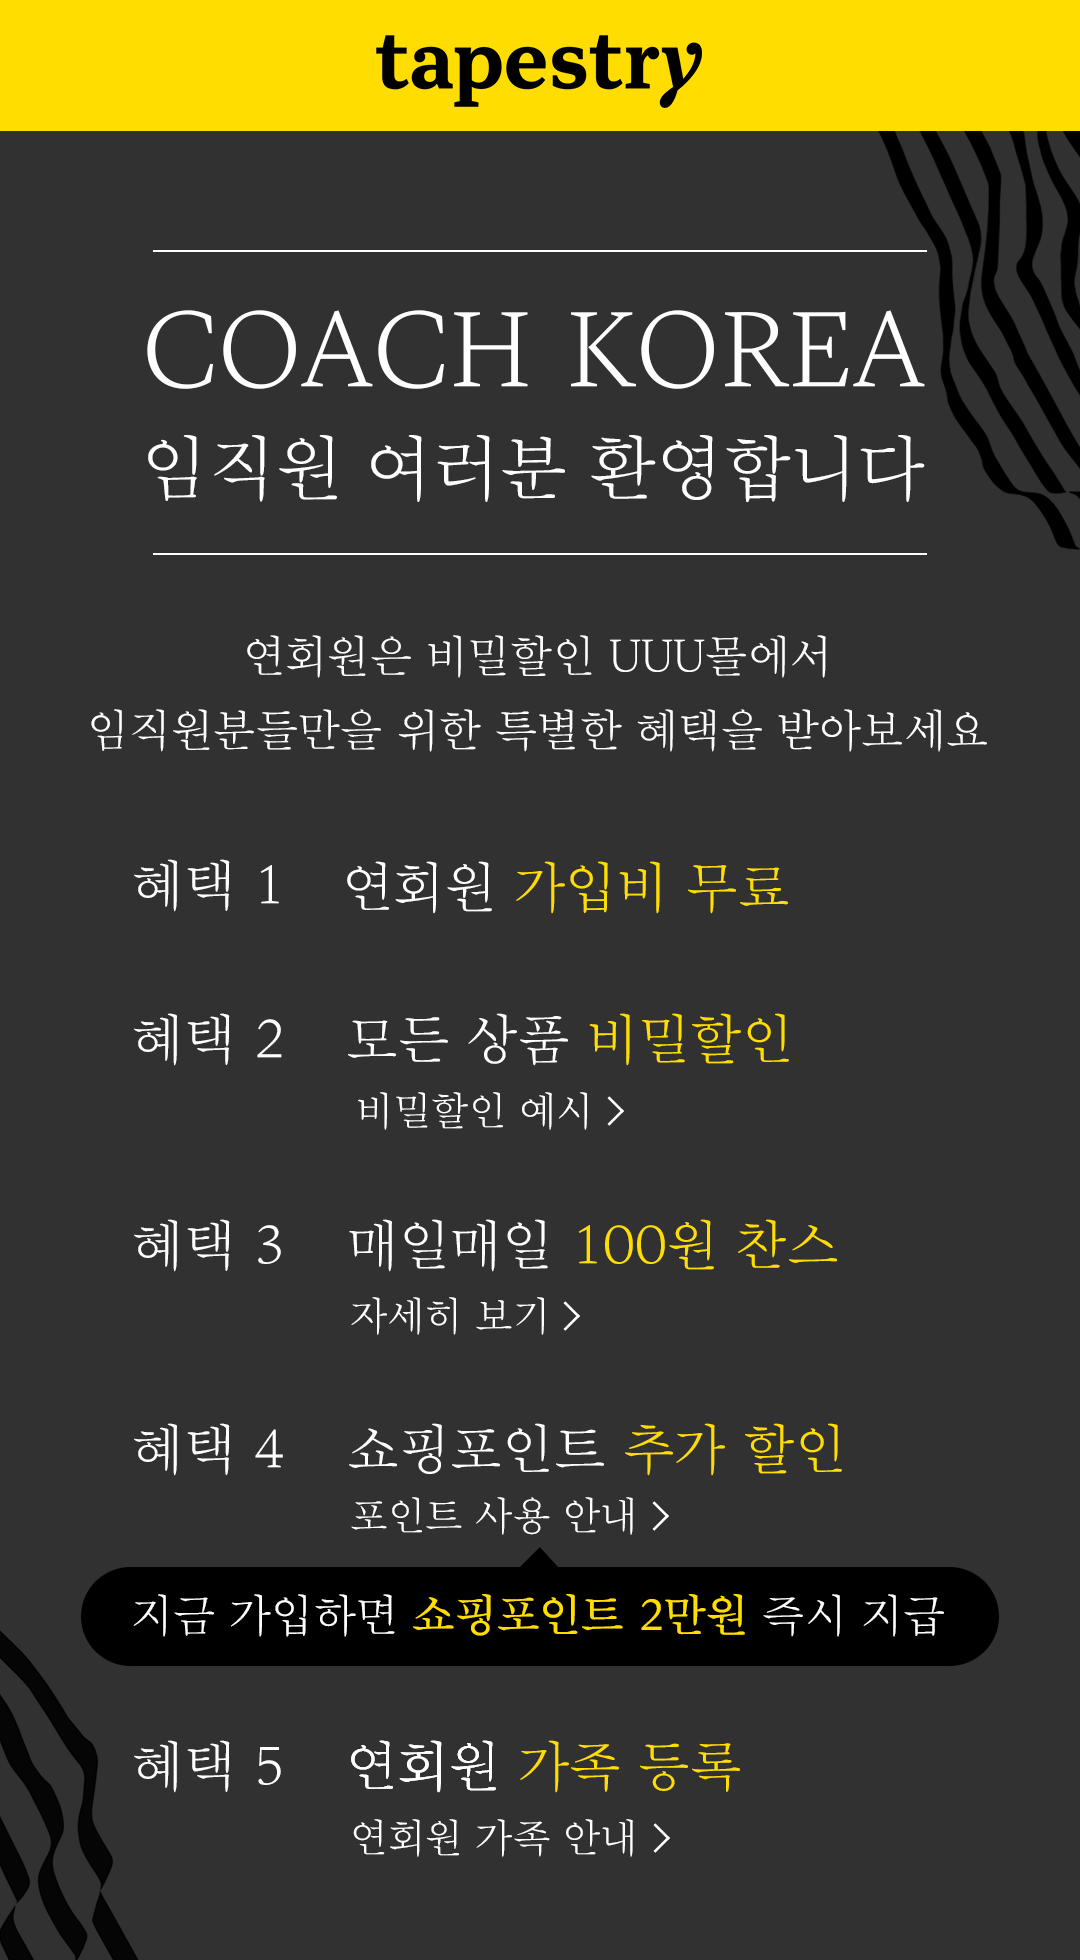 tapestry
COACH KOREA
임직원 여러분 환영합니다
연회원은 비밀할인 UUU몰에서
임직원분들만을 위한 특별한 혜택을 받아보세요
혜택 1 연회원 가입비 무료
혜택 2 모든 상품 비밀할인
비밀할인 예시 >
혜택 3 매일매일 100원 찬스
자세히 보기 >
혜택 4 쇼핑포인트 추가 할인
포인트 사용 안내 >
지금 가입하면 쇼핑포인트 2만원 즉시 지급
혜택 5 연회원 가족 등록
연회원 가족 안내 >